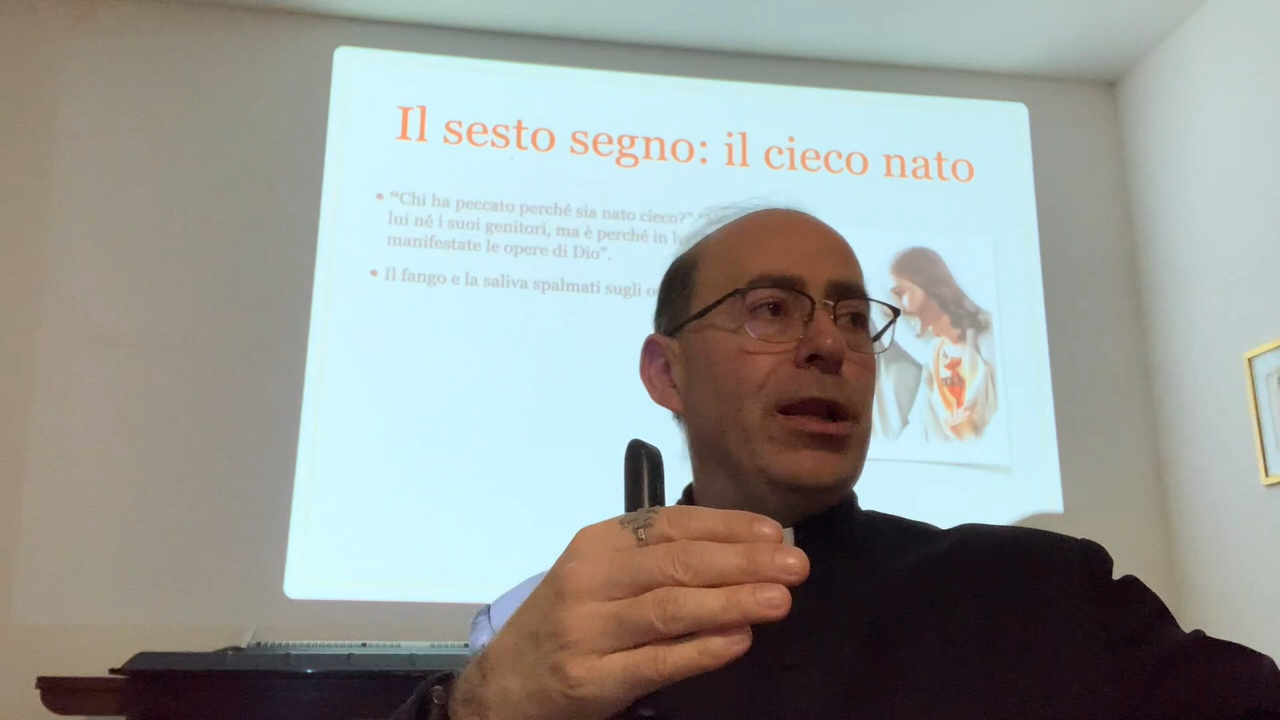 Il sesto segno: il cieco nato
• “Chi ha peccato perché sia nato cieco?”
lui né i suoi genitori, ma è perché in
manifestate le opere di Dio”.
• Il fango e la saliva spalmati sugli